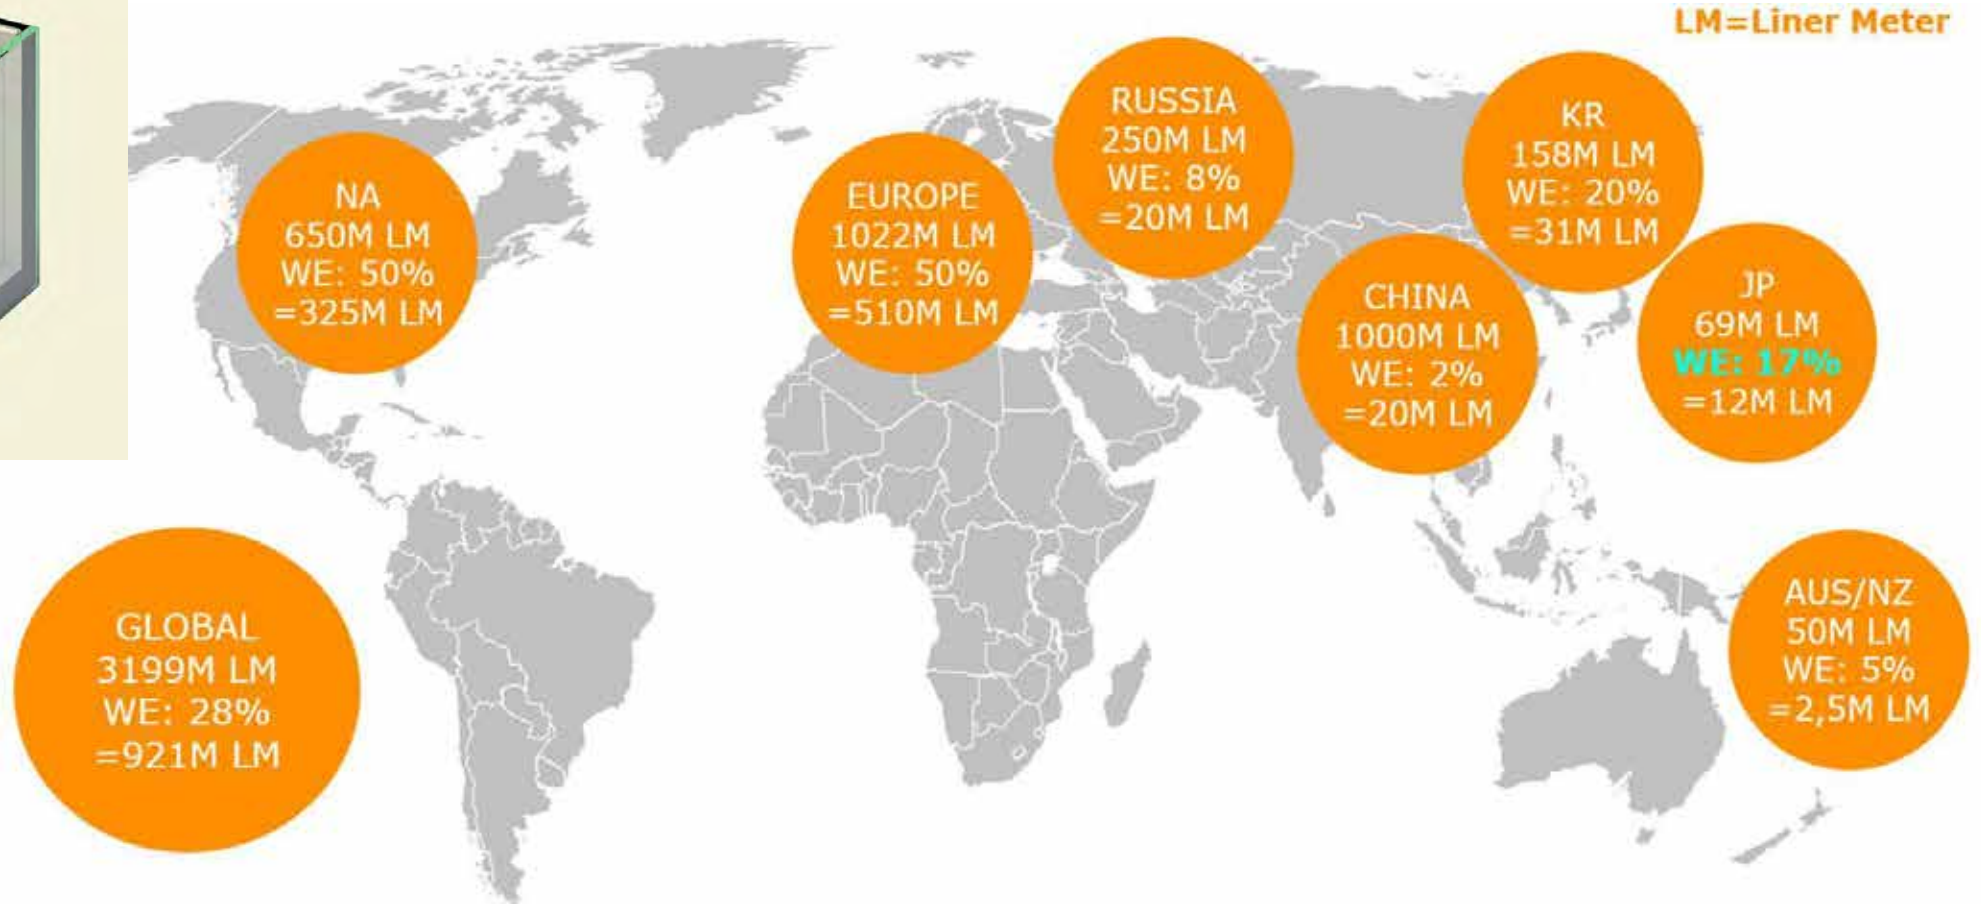 LM=Liner Meter
NA
650M LM
WE: 50%
=325M LM
EUROPE
1022M LM
WE: 50%
=510M LM
RUSSIA
250M LM
WE: 8%
=20M LM
KR
158M LM
WE: 20%
=31M LM
CHINA
1000M LM
WE: 2%
=20M LM
JP
69M LM
WE: 17%
=12M LM
GLOBAL
3199M LM
WE: 28%
=921M LM
AUS/NZ
50M LM
WE: 5%
=2,5M LM